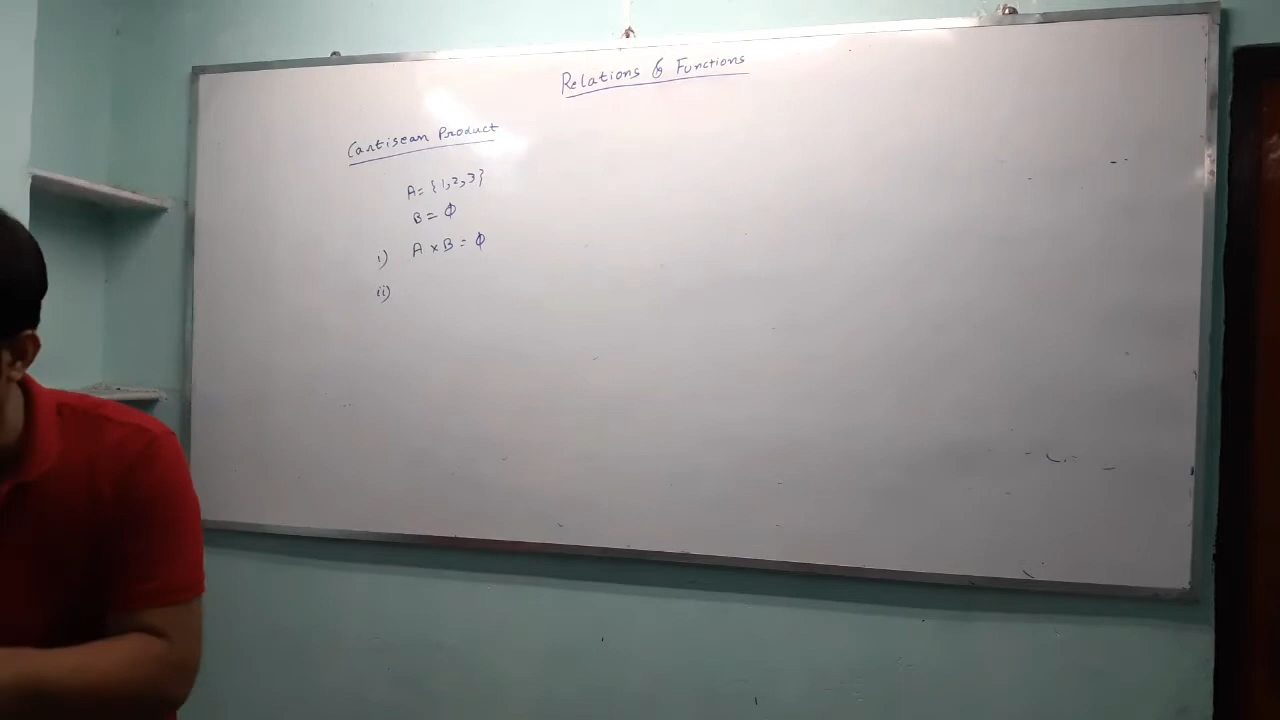 Relations & Functions
Cartisean Product
A = {1,2,3}
B = ϕ
i) A × B = ϕ
ii)